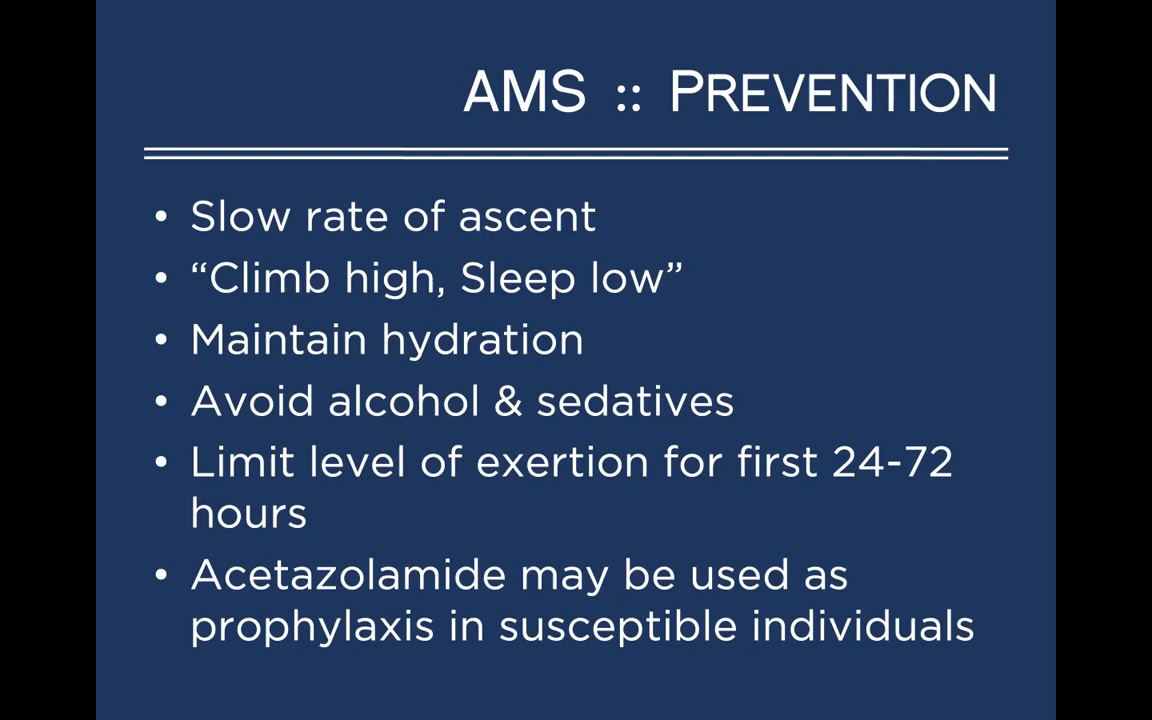 AMS :: PREVENTION
• Slow rate of ascent
• “Climb high, Sleep low”
• Maintain hydration
• Avoid alcohol & sedatives
• Limit level of exertion for first 24-72
hours
• Acetazolamide may be used as
prophylaxis in susceptible individuals